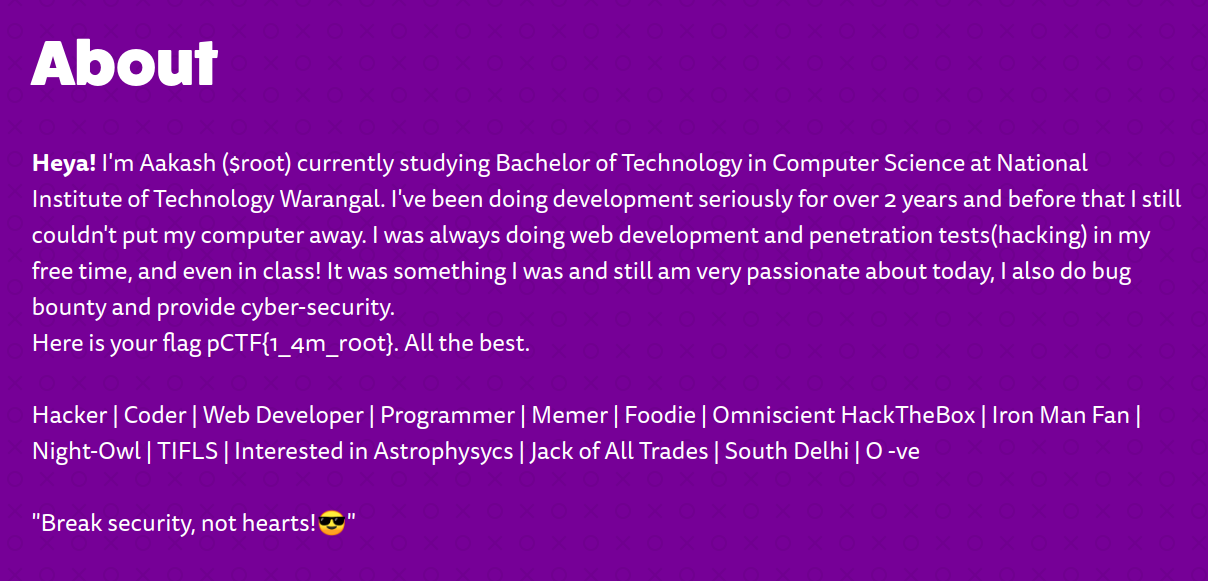 About
Heya! I'm Aakash ($root) currently studying Bachelor of Technology in Computer Science at National
Institute of Technology Warangal. I've been doing development seriously for over 2 years and before that I still
couldn't put my computer away. I was always doing web development and penetration tests(hacking) in my
free time, and even in class! It was something I was and still am very passionate about today, I also do bug
bounty and provide cyber-security.
Here is your flag pCTF{1_4m_r00t}. All the best.
Hacker | Coder | Web Developer | Programmer | Memer | Foodie | Omniscient HackTheBox | Iron Man Fan |
Night-Owl | TIFLS | Interested in Astrophysycs | Jack of All Trades | South Delhi | O -ve
"Break security, not hearts!😎"